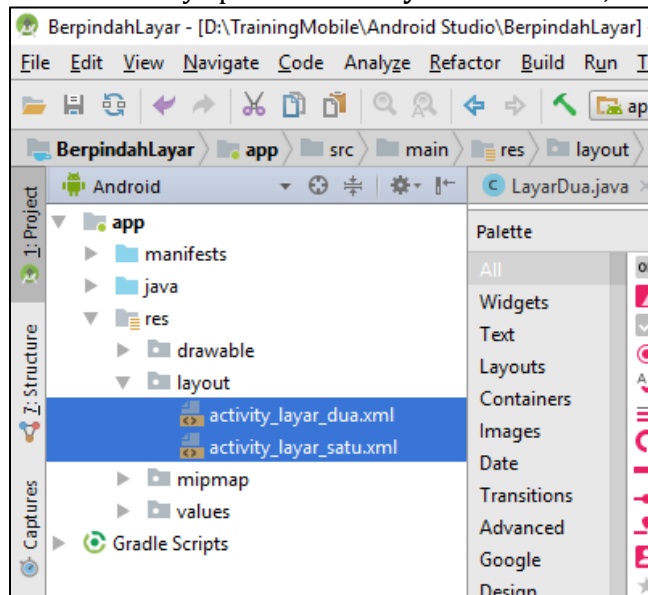 BerpindahLayar - [D:\TrainingMobile\Android Studio\BerpindahLayar]
File Edit View Navigate Code Analyze Refactor Build Run
BerpindahLayar app src main res layout
1: Project
7: Structure
Captures
Android
app
manifests
java
res
drawable
layout
activity_layar_dua.xml
activity_layar_satu.xml
mipmap
values
Gradle Scripts
LayarDua.java
Palette
All
Widgets
Text
Layouts
Containers
Images
Date
Transitions
Advanced
Google
Design